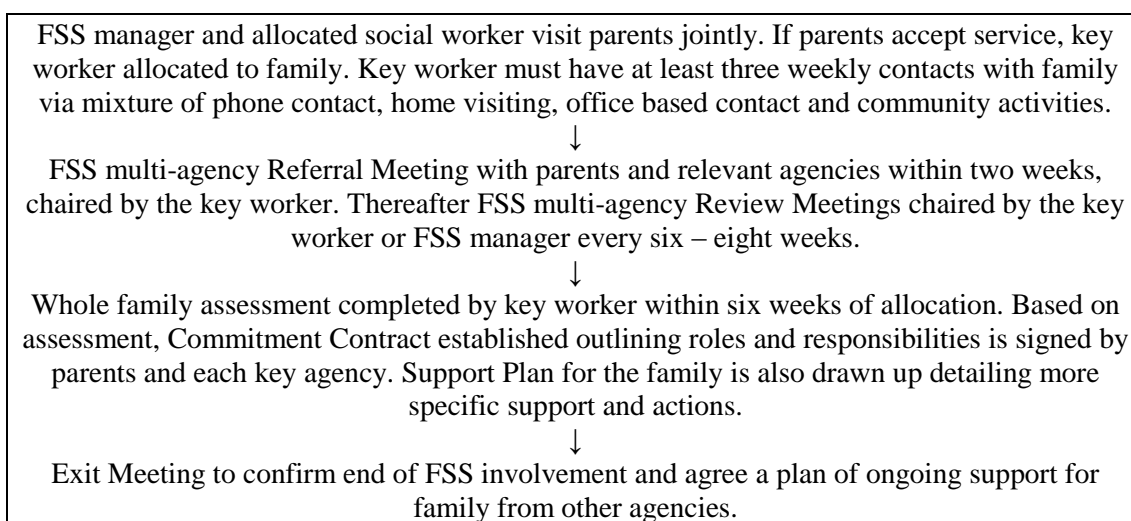 FSS manager and allocated social worker visit parents jointly. If parents accept service, key
worker allocated to family. Key worker must have at least three weekly contacts with family
via mixture of phone contact, home visiting, office based contact and community activities.
↓
FSS multi-agency Referral Meeting with parents and relevant agencies within two weeks,
chaired by the key worker. Thereafter FSS multi-agency Review Meetings chaired by the key
worker or FSS manager every six – eight weeks.
↓
Whole family assessment completed by key worker within six weeks of allocation. Based on
assessment, Commitment Contract established outlining roles and responsibilities is signed by
parents and each key agency. Support Plan for the family is also drawn up detailing more
specific support and actions.
↓
Exit Meeting to confirm end of FSS involvement and agree a plan of ongoing support for
family from other agencies.